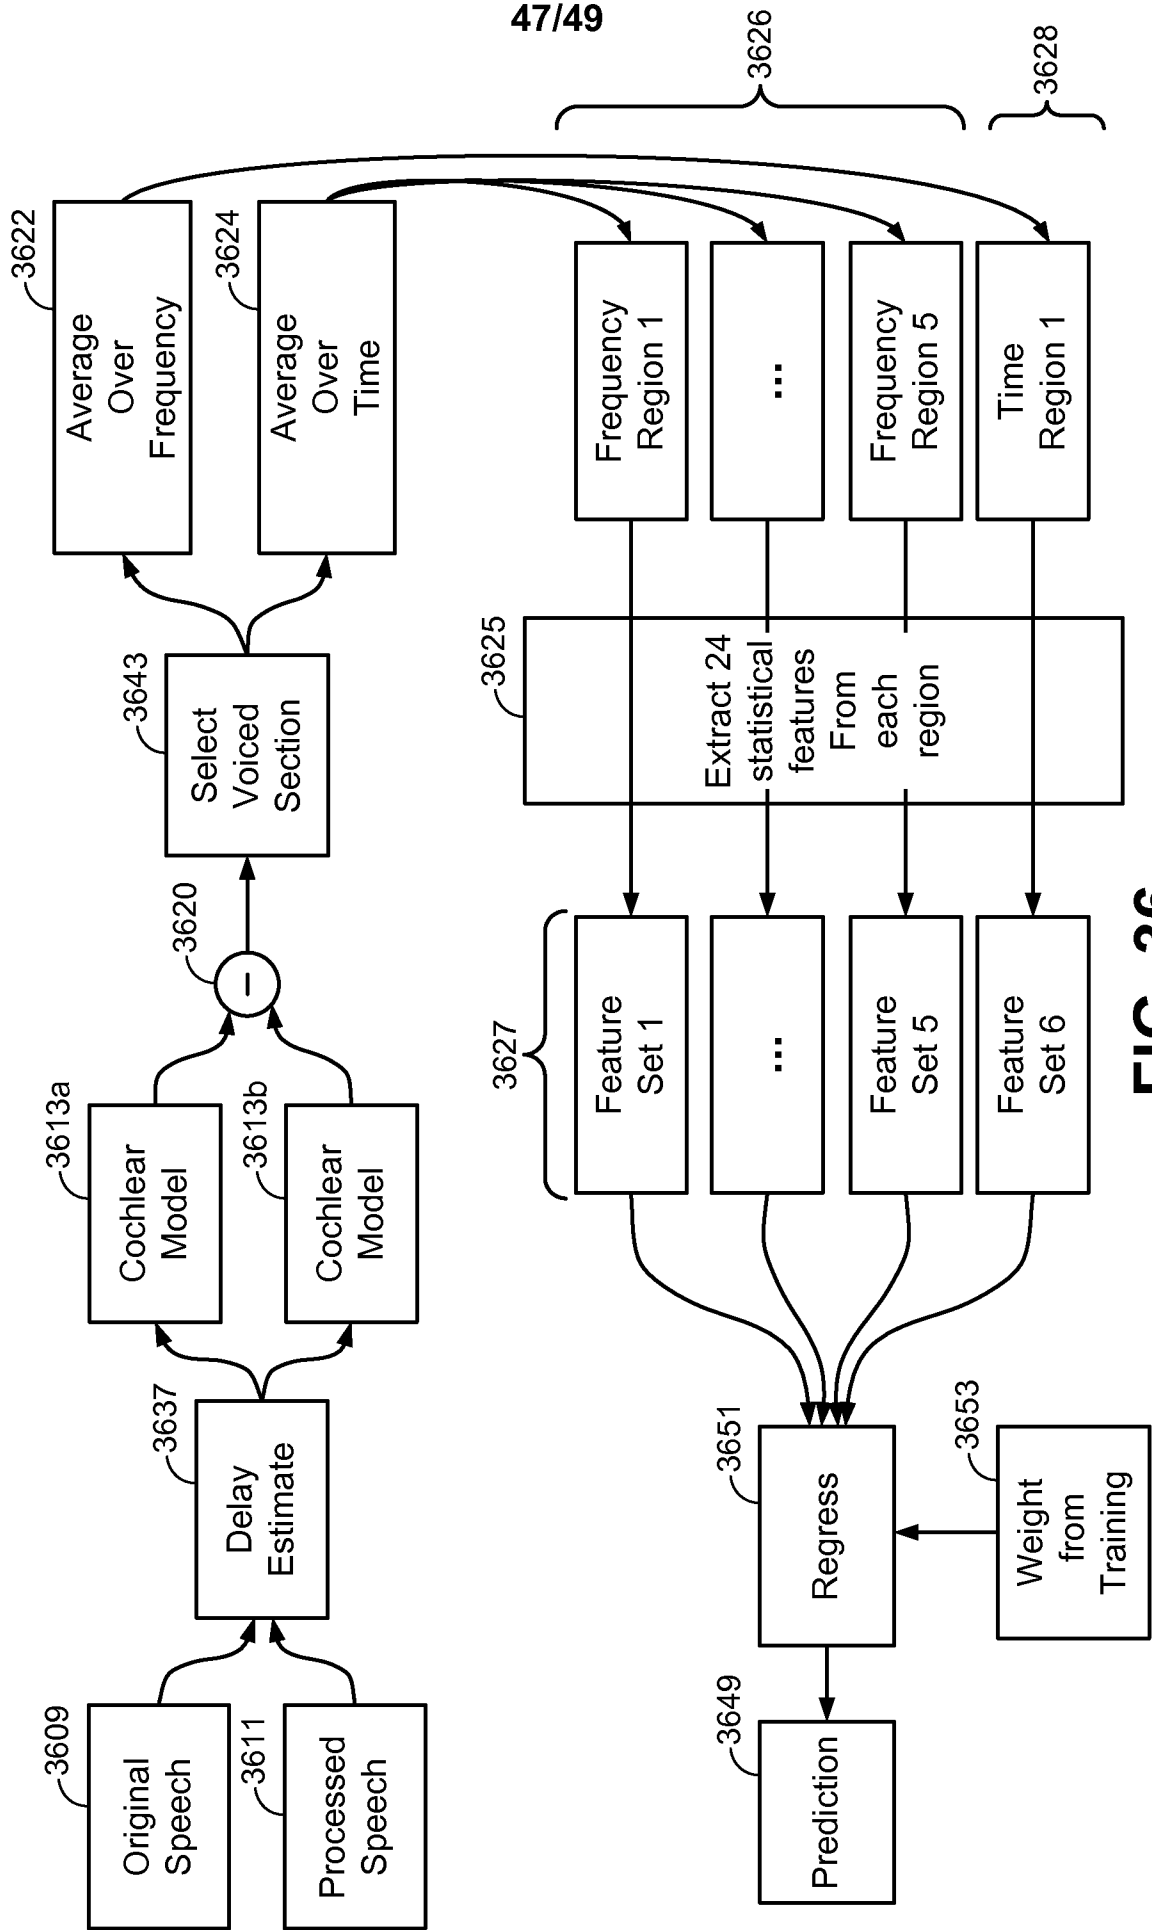 47/49
3609
Original
Speech
3611
Processed
Speech
3637
Delay
Estimate
3613a
Cochlear
Model
3613b
Cochlear
Model
3620
–
3643
Select
Voiced
Section
3622
Average
Over
Frequency
3624
Average
Over
Time
3626
3628
Frequency
Region 1
...
Frequency
Region 5
Time
Region 1
3625
Extract 24
statistical
features
From
each
region
3627
Feature
Set 1
...
Feature
Set 5
Feature
Set 6
3651
Regress
3653
Weight
from
Training
3649
Prediction